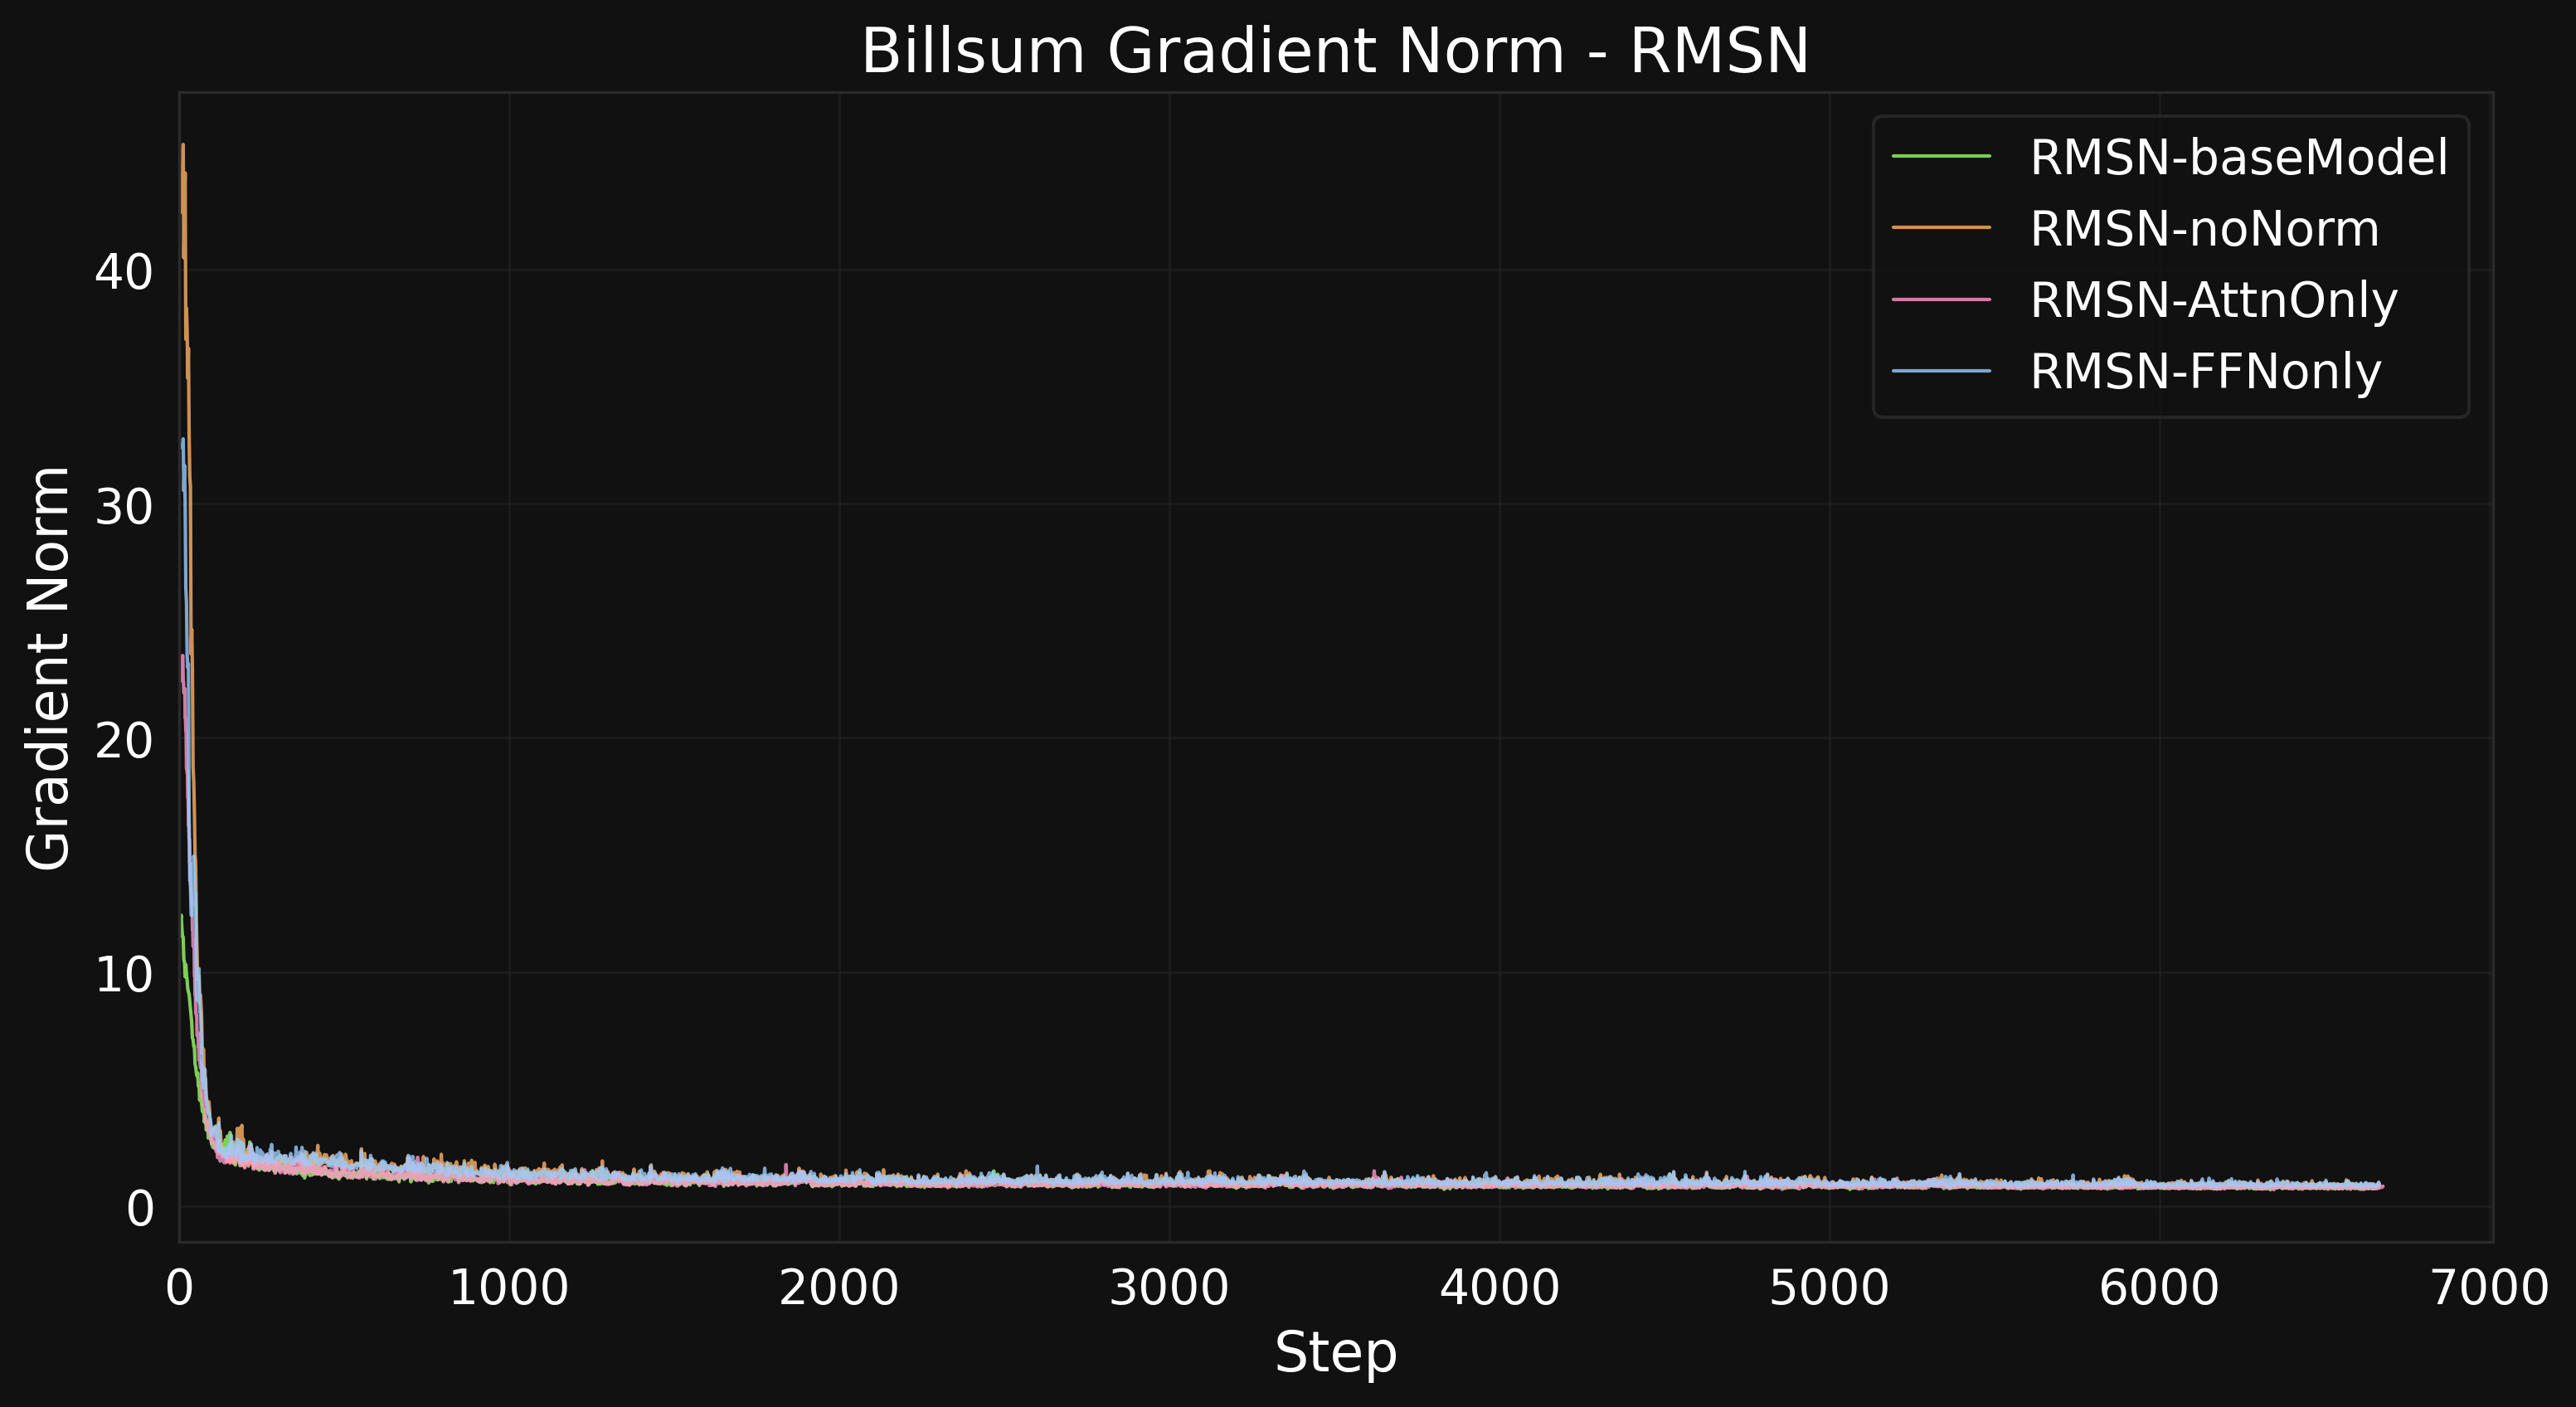 Billsum Gradient Norm - RMSN
RMSN-baseModel
RMSN-noNorm
RMSN-AttnOnly
RMSN-FFNonly
Gradient Norm
40
30
20
10
0
0 1000 2000 3000 4000 5000 6000 7000
Step